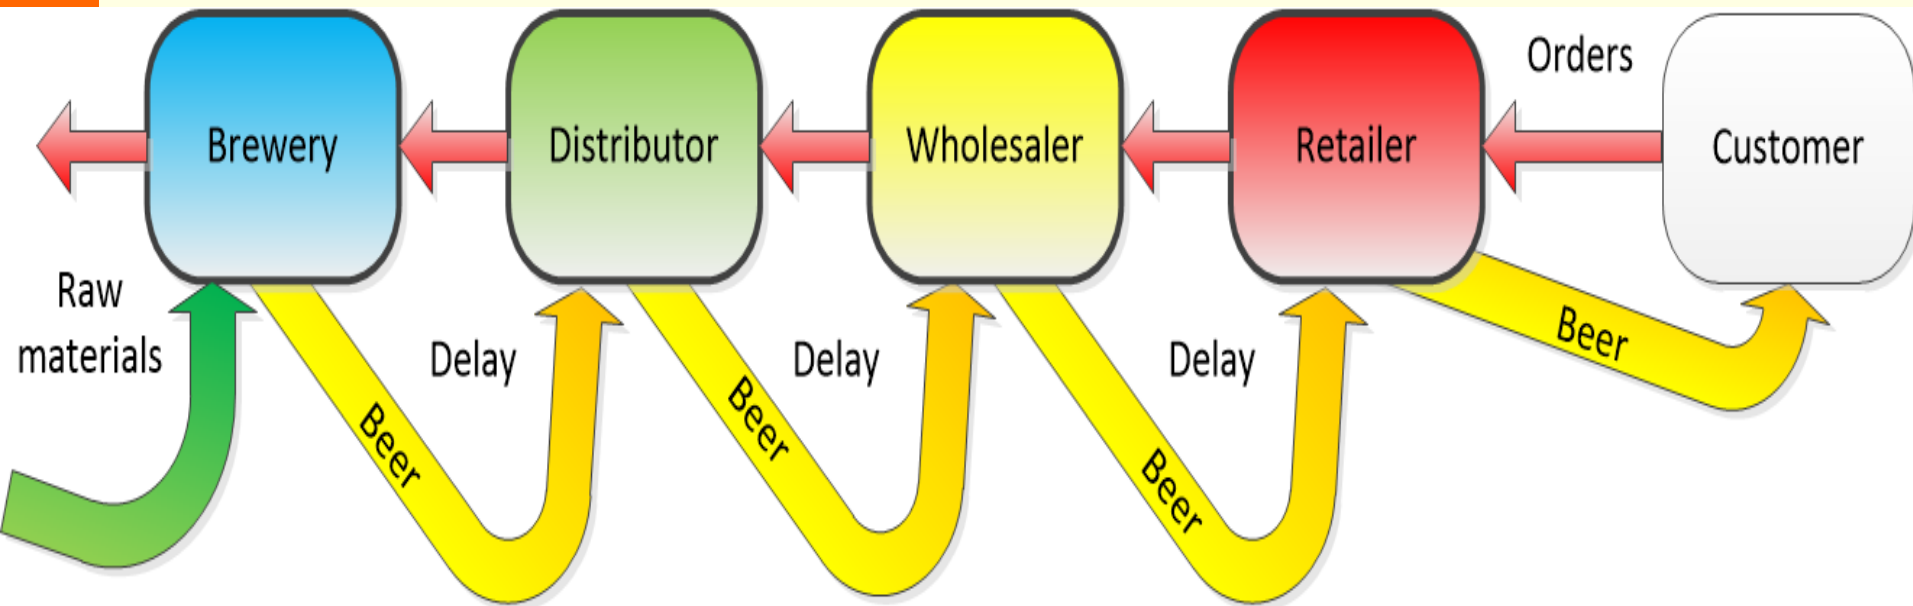 Orders
Brewery
Distributor
Wholesaler
Retailer
Customer
Raw
materials
Delay
Delay
Delay
Beer
Beer
Beer
Beer